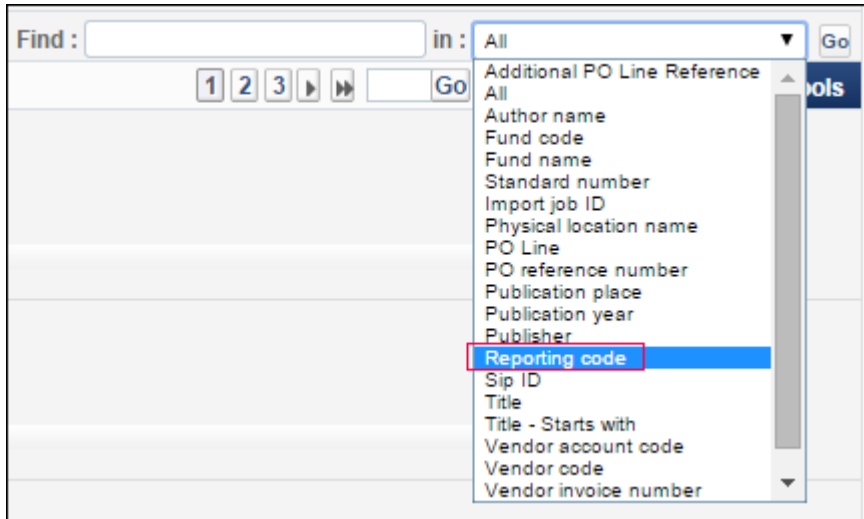 Find : in : All Go
1 2 3 Go ools
Additional PO Line Reference
All
Author name
Fund code
Fund name
Standard number
Import job ID
Physical location name
PO Line
PO reference number
Publication place
Publication year
Publisher
Reporting code
Sip ID
Title
Title - Starts with
Vendor account code
Vendor code
Vendor invoice number